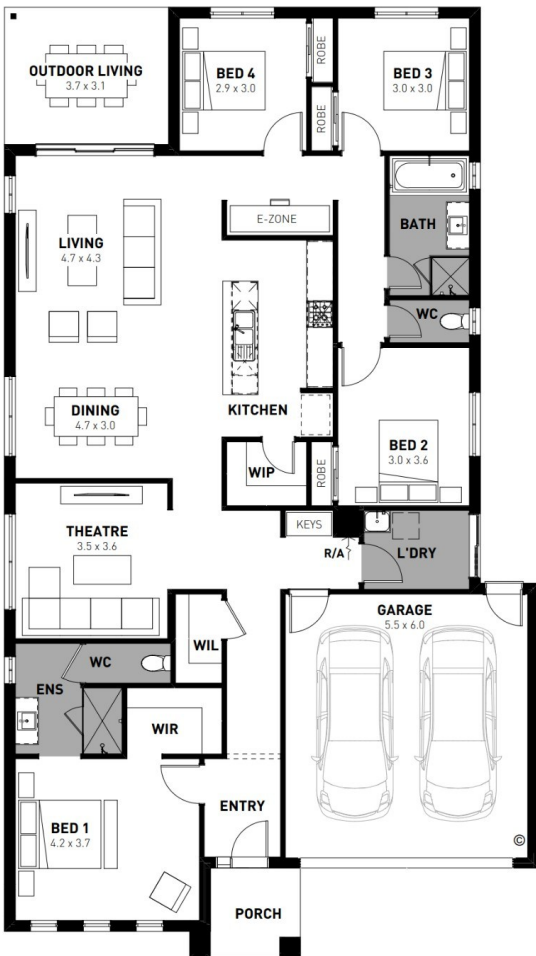 BED 4
2.9 x 3.0
ROBE
ROBE
BED 3
3.0 x 3.0
OUTDOOR LIVING
3.7 x 3.1
E-ZONE
BATH
LIVING
4.7 x 4.3
WC
KITCHEN
DINING
4.7 x 3.0
BED 2
3.0 x 3.6
WIP
ROBE
THEATRE
3.5 x 3.6
KEYS
R/A
L'DRY
GARAGE
5.5 x 6.0
WIL
WC
ENS
WIR
BED 1
4.2 x 3.7
ENTRY
©
PORCH